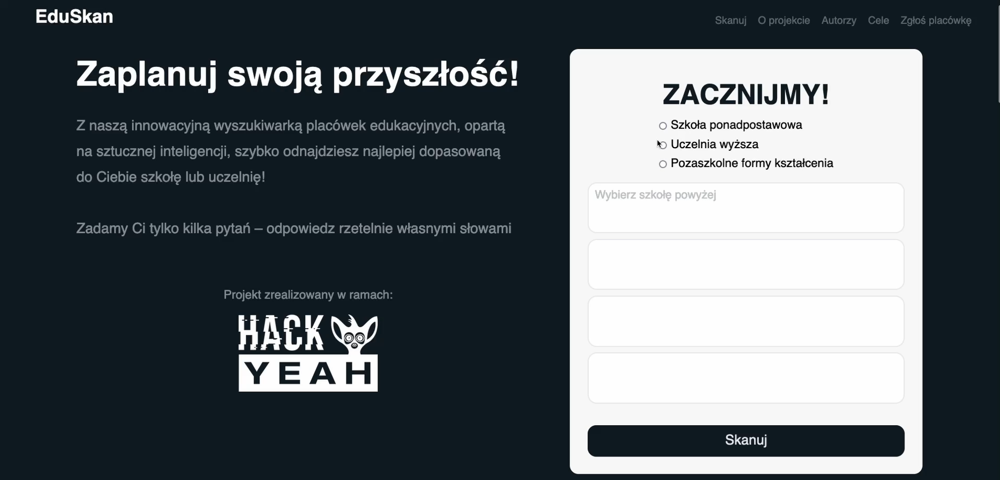 EduSkan
Skanuj O projekcie Autorzy Cele Zgłoś placówkę
Zaplanuj swoją przyszłość!
Z naszą innowacyjną wyszukiwarką placówek edukacyjnych, opartą
na sztucznej inteligencji, szybko odnajdziesz najlepiej dopasowaną
do Ciebie szkołę lub uczelnię!
Zadamy Ci tylko kilka pytań – odpowiedz rzetelnie własnymi słowami
Projekt zrealizowany w ramach:
HACK
YEAH
ZACZNIJMY!
Szkoła ponadpostawowa
Uczelnia wyższa
Pozaszkolne formy kształcenia
Wybierz szkołę powyżej
Skanuj